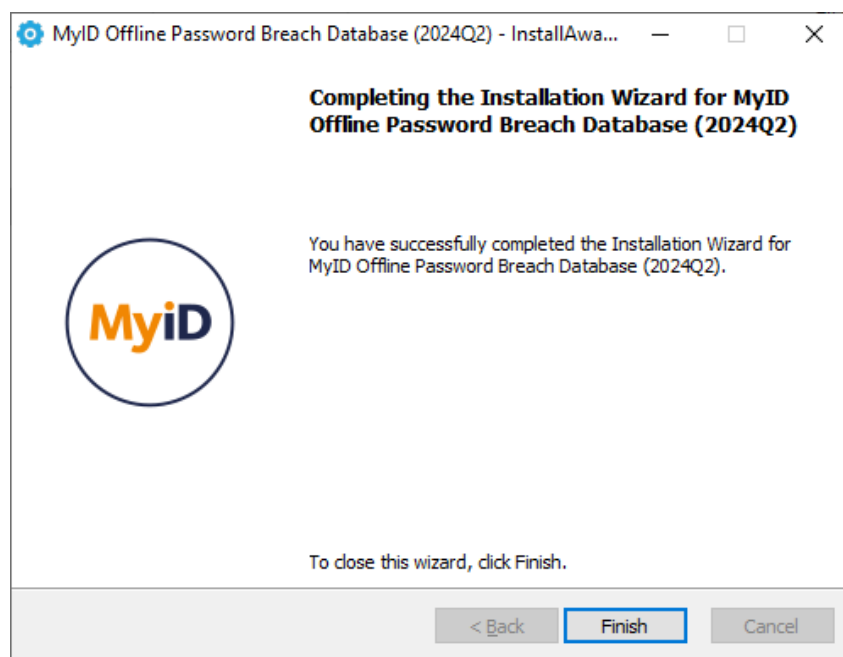 MyID Offline Password Breach Database (2024Q2) - InstallAwa...
Completing the Installation Wizard for MyID
Offline Password Breach Database (2024Q2)
You have successfully completed the Installation Wizard for
MyID Offline Password Breach Database (2024Q2).
MyiD
To close this wizard, click Finish.
< Back
Finish
Cancel